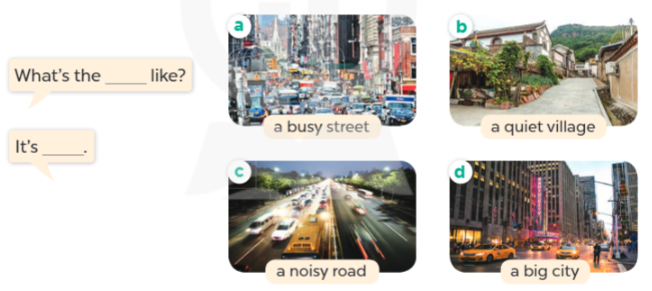 What's the _____ like?
It's _____.
a
a busy street
b
a quiet village
c
a noisy road
d
a big city